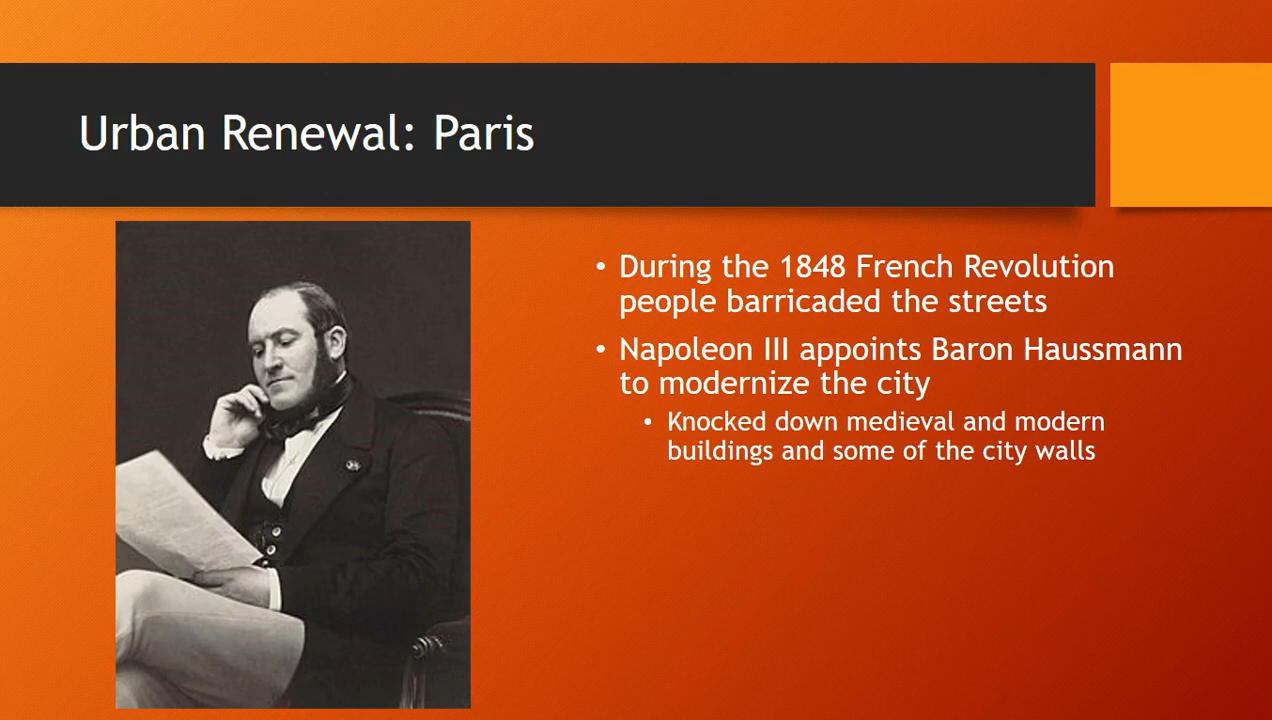 Urban Renewal: Paris
• During the 1848 French Revolution
people barricaded the streets
• Napoleon III appoints Baron Haussmann
to modernize the city
• Knocked down medieval and modern
buildings and some of the city walls